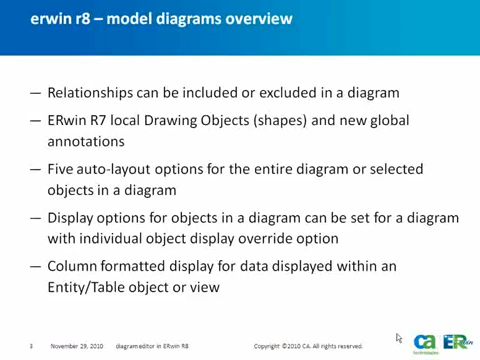 erwin r8 – model diagrams overview
— Relationships can be included or excluded in a diagram
— ERwin R7 local Drawing Objects (shapes) and new global
annotations
— Five auto-layout options for the entire diagram or selected
objects in a diagram
— Display options for objects in a diagram can be set for a diagram
with individual object display override option
— Column formatted display for data displayed within an
Entity/Table object or view
3 November 29, 2010 diagram editor in ERwin R8 Copyright ©2010 CA. All rights reserved.
ca ER
technologies